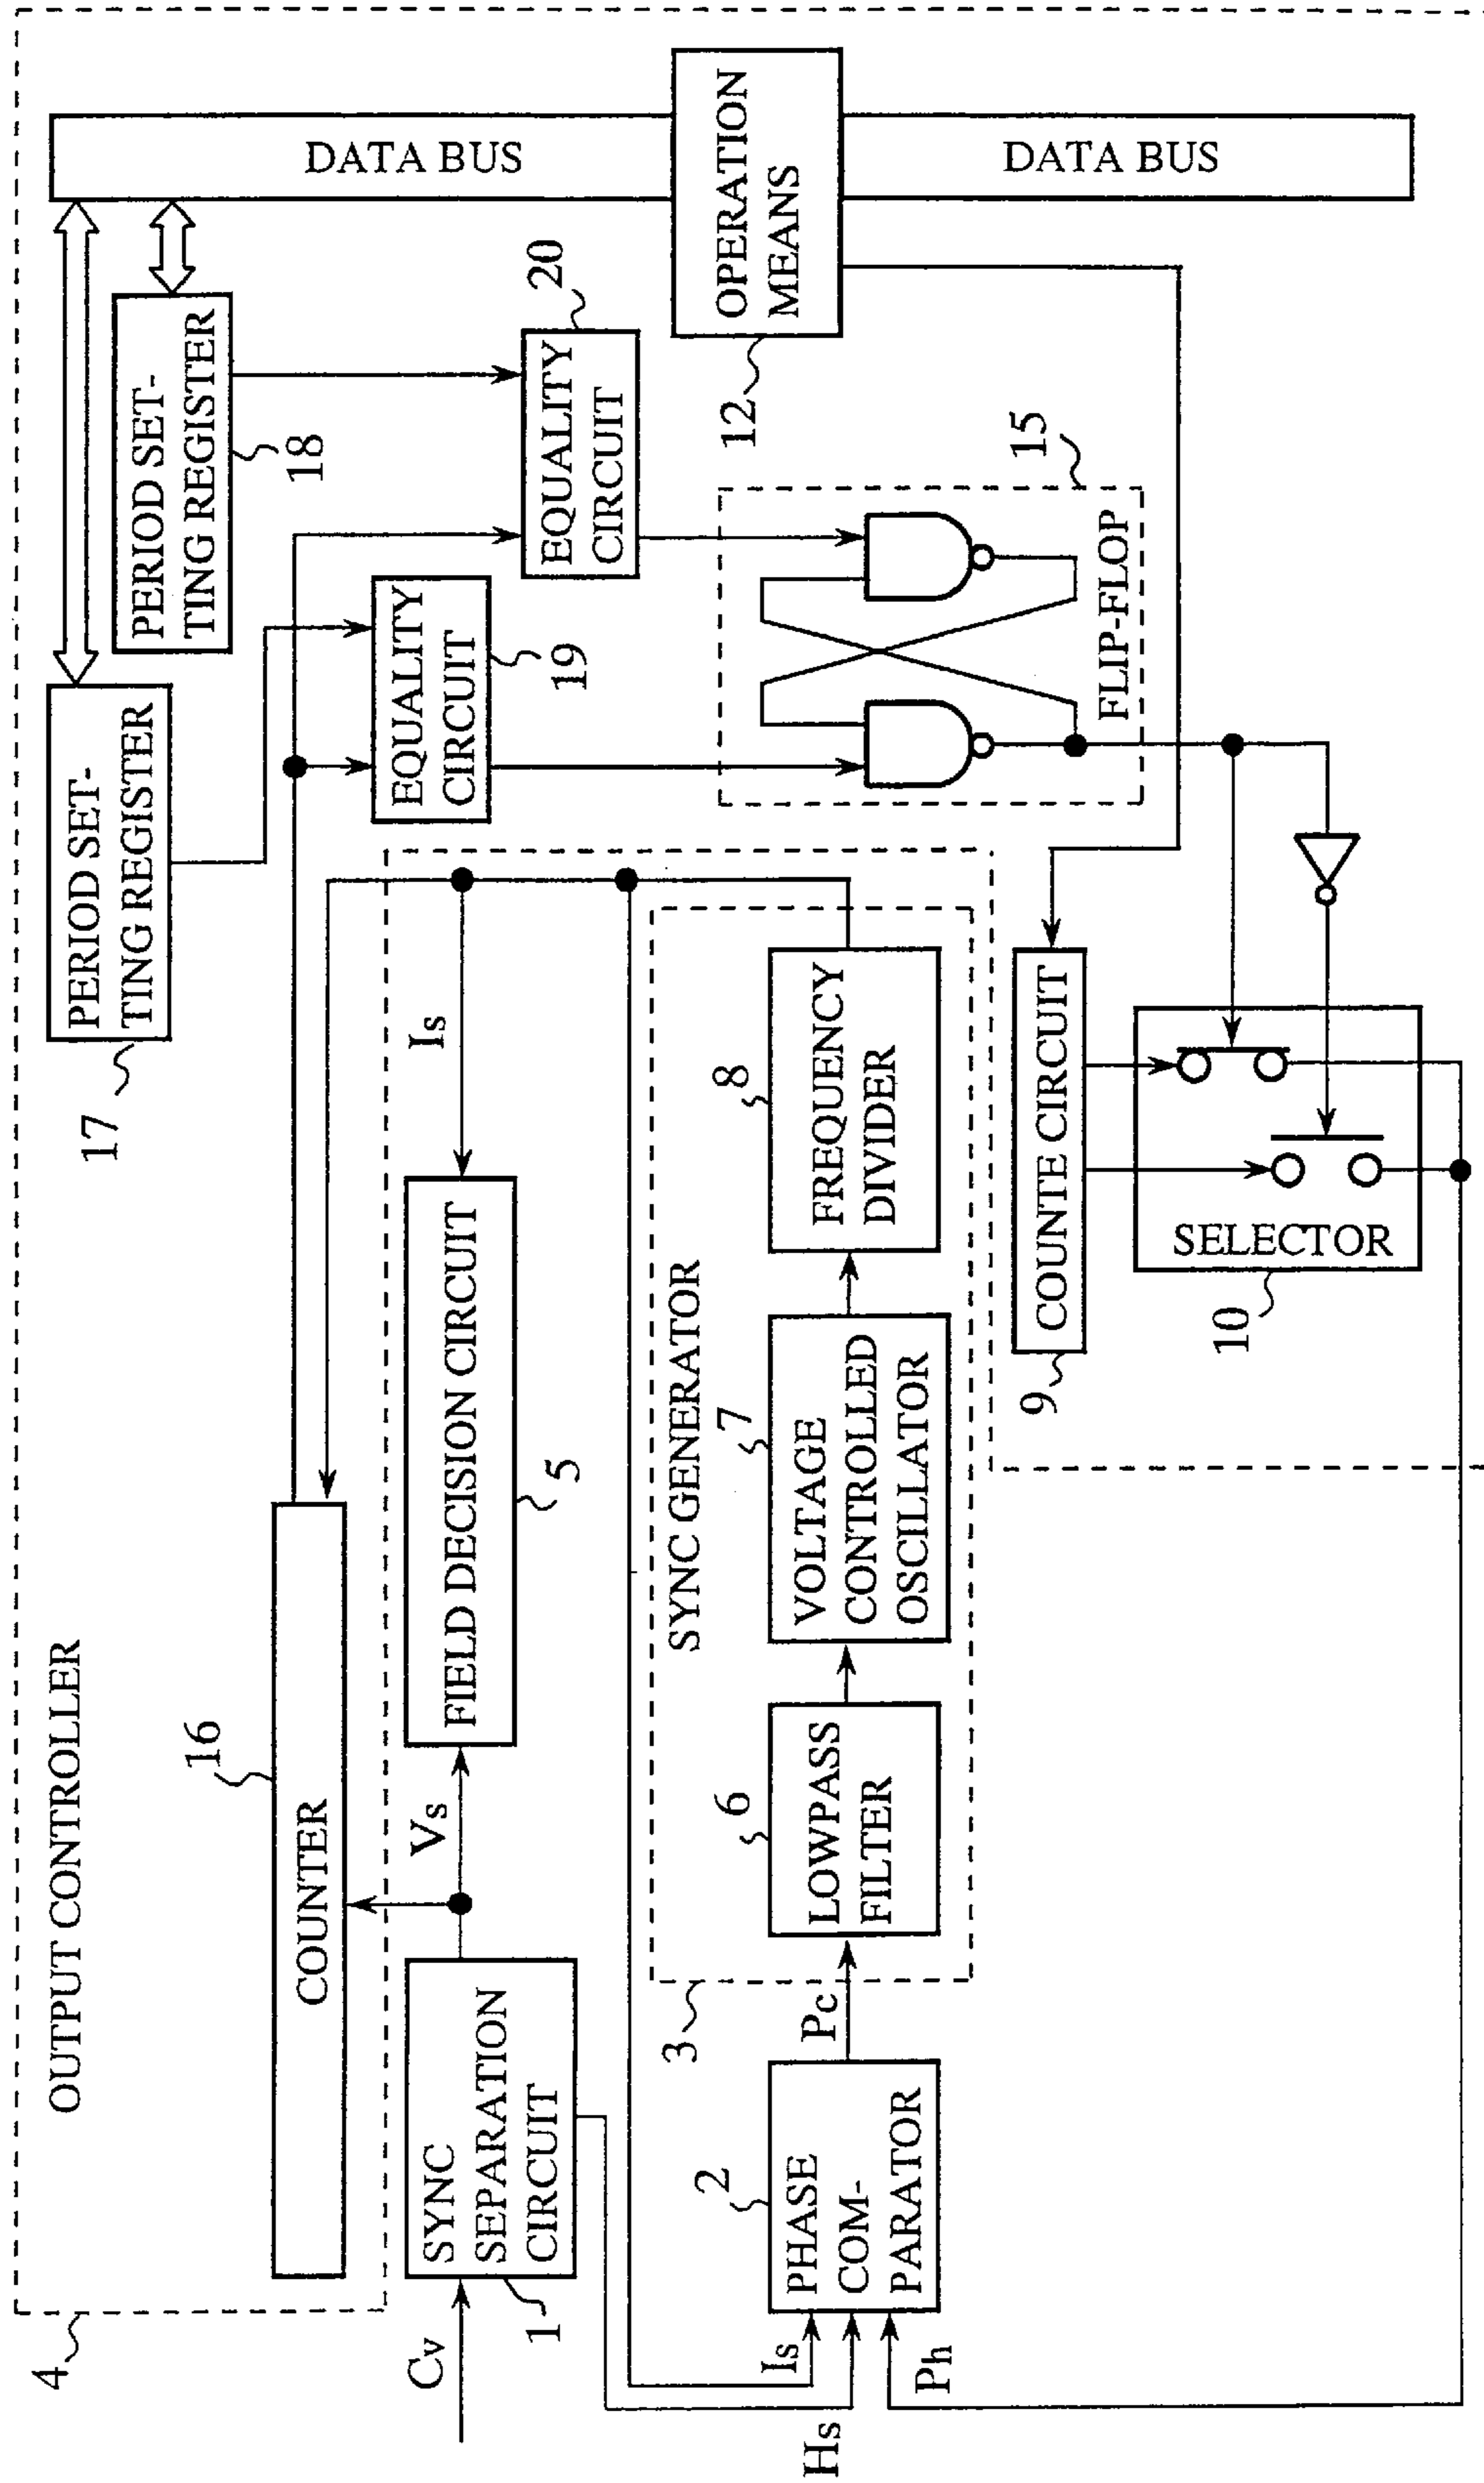 OUTPUT CONTROLLER
4
16
COUNTER
17
PERIOD SET-
TING REGISTER
PERIOD SET-
TING REGISTER
18
DATA BUS
DATA BUS
OPERATION
MEANS
12
EQUALITY
CIRCUIT
19
EQUALITY
CIRCUIT
20
15
FLIP-FLOP
Cv
SYNC
SEPARATION
CIRCUIT
1
Vs
FIELD DECISION CIRCUIT
5
Is
SYNC GENERATOR
3
2
PHASE
COM-
PARATOR
Is
Hs
Ph
Pc
6
LOWPASS
FILTER
7
VOLTAGE
CONTROLLED
OSCILLATOR
8
FREQUENCY
DIVIDER
9
COUNTE CIRCUIT
SELECTOR
10